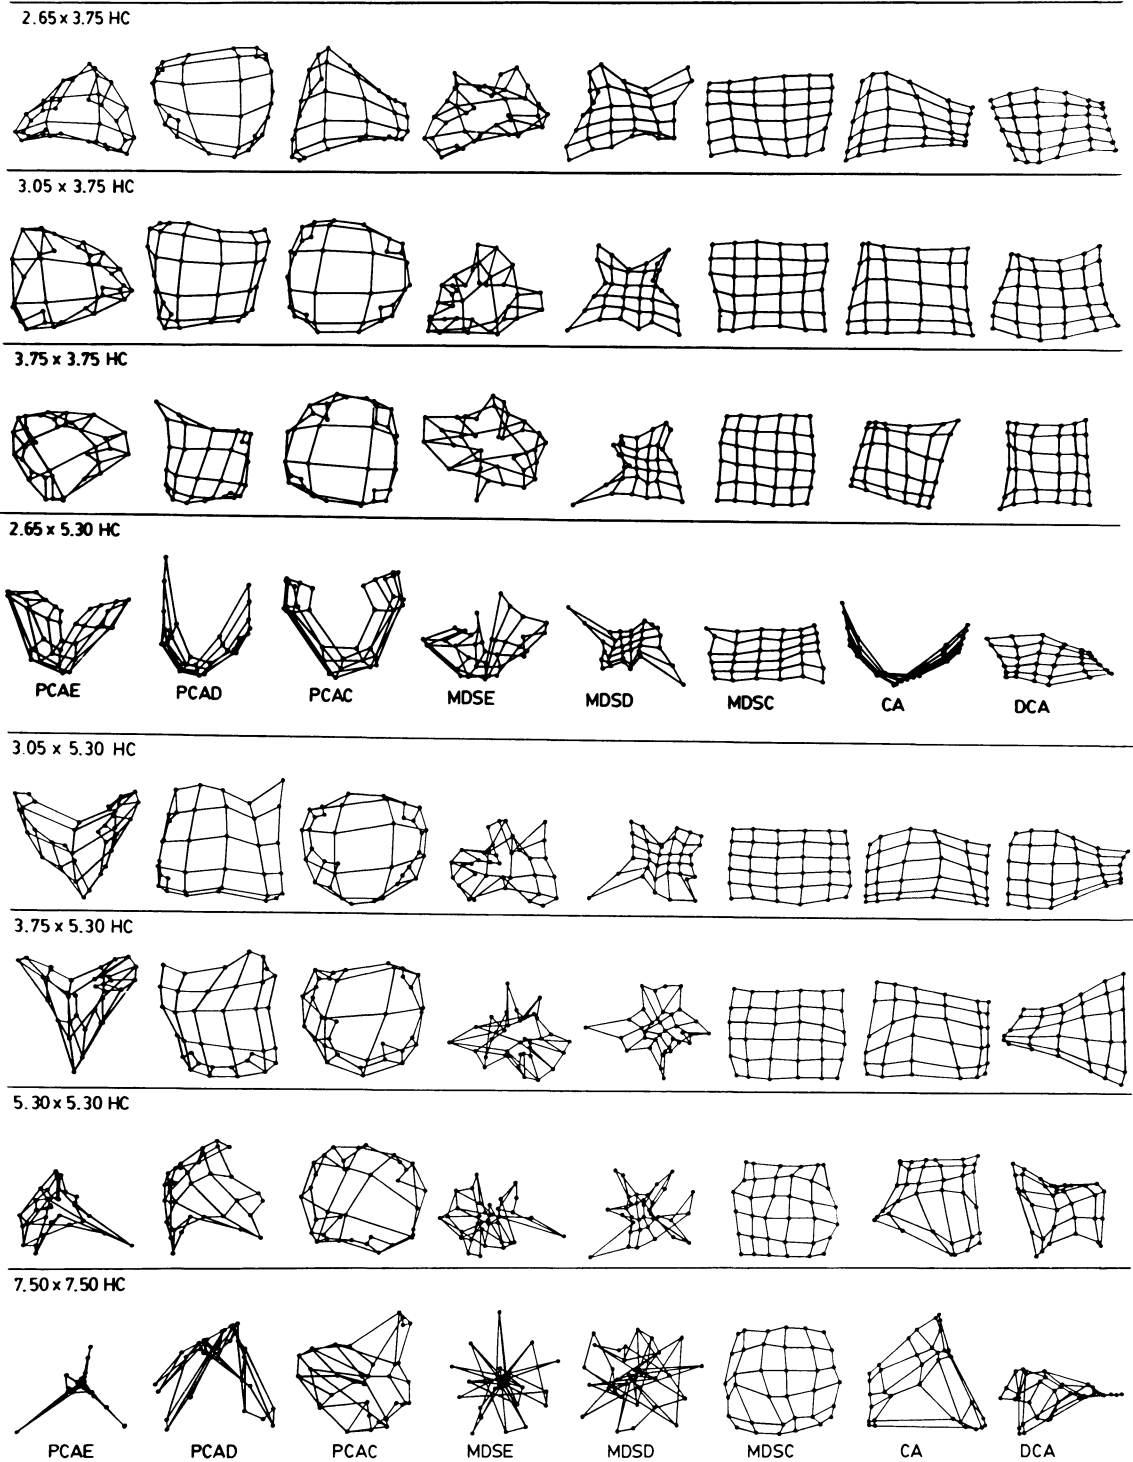 2.65 x 3.75 HC
3.05 x 3.75 HC
3.75 x 3.75 HC
2.65 x 5.30 HC
PCAE PCAD PCAC MDSE MDSD MDSC CA DCA
3.05 x 5.30 HC
3.75 x 5.30 HC
5.30 x 5.30 HC
7.50 x 7.50 HC
PCAE PCAD PCAC MDSE MDSD MDSC CA DCA